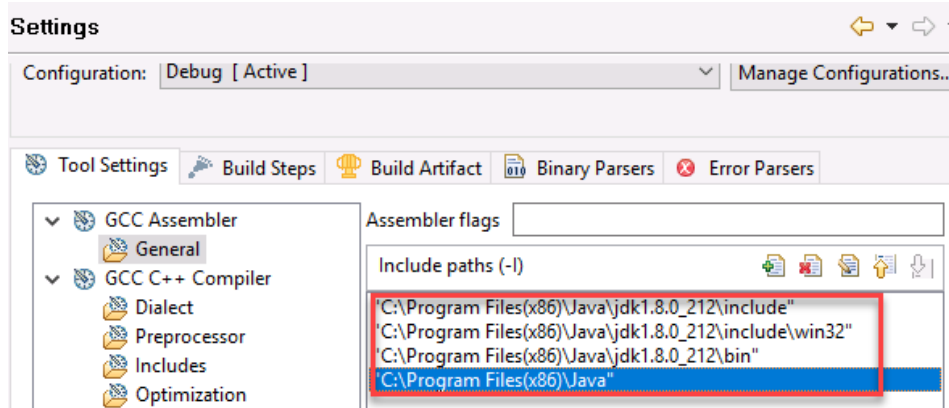 Settings
Configuration: Debug [ Active ] Manage Configurations..
Tool Settings Build Steps Build Artifact Binary Parsers Error Parsers
GCC Assembler
General
GCC C++ Compiler
Dialect
Preprocessor
Includes
Optimization
Assembler flags
Include paths (-I)
"C:\Program Files(x86)\Java\jdk1.8.0_212\include"
"C:\Program Files(x86)\Java\jdk1.8.0_212\include\win32"
"C:\Program Files(x86)\Java\jdk1.8.0_212\bin"
"C:\Program Files(x86)\Java"